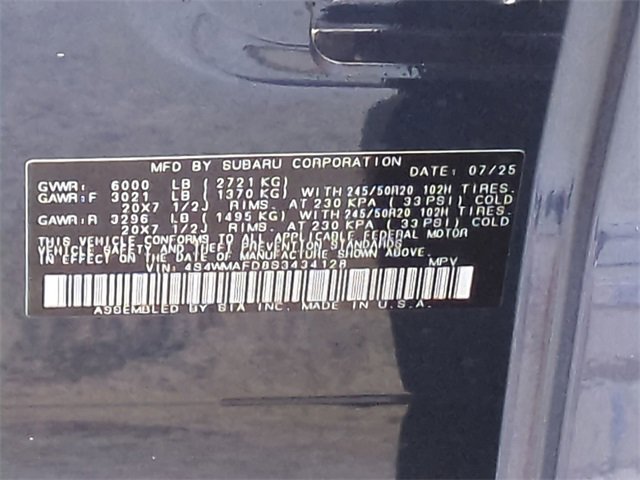 MFD BY SUBARU CORPORATION DATE: 07/25
GVWR: 6000 LB (2721 KG)
GAWR:F 3021 LB (1370 KG) WITH 245/50R20 102H TIRES.
20X7 1/2J RIMS. AT 230 KPA (33 PSI) COLD
GAWR:R 3296 LB (1495 KG) WITH 245/50R20 102H TIRES.
20X7 1/2J RIMS. AT 230 KPA (33 PSI) COLD
THIS VEHICLE CONFORMS TO ALL APPLICABLE FEDERAL MOTOR
VEHICLE SAFETY AND THEFT PREVENTION STANDARDS
IN EFFECT ON THE DATE OF MANUFACTURE SHOWN ABOVE.
VIN: 4S4WMAFD8S3434128 MPV
ASSEMBLED BY SIA INC. MADE IN U.S.A.